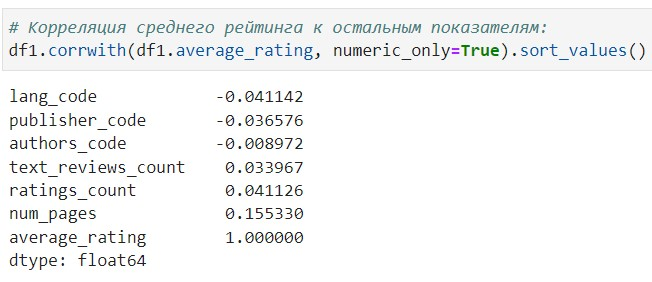 # Корреляция среднего рейтинга к остальным показателям:
df1.corrwith(df1.average_rating, numeric_only=True).sort_values()
lang_code -0.041142
publisher_code -0.036576
authors_code -0.008972
text_reviews_count 0.033967
ratings_count 0.041126
num_pages 0.155330
average_rating 1.000000
dtype: float64